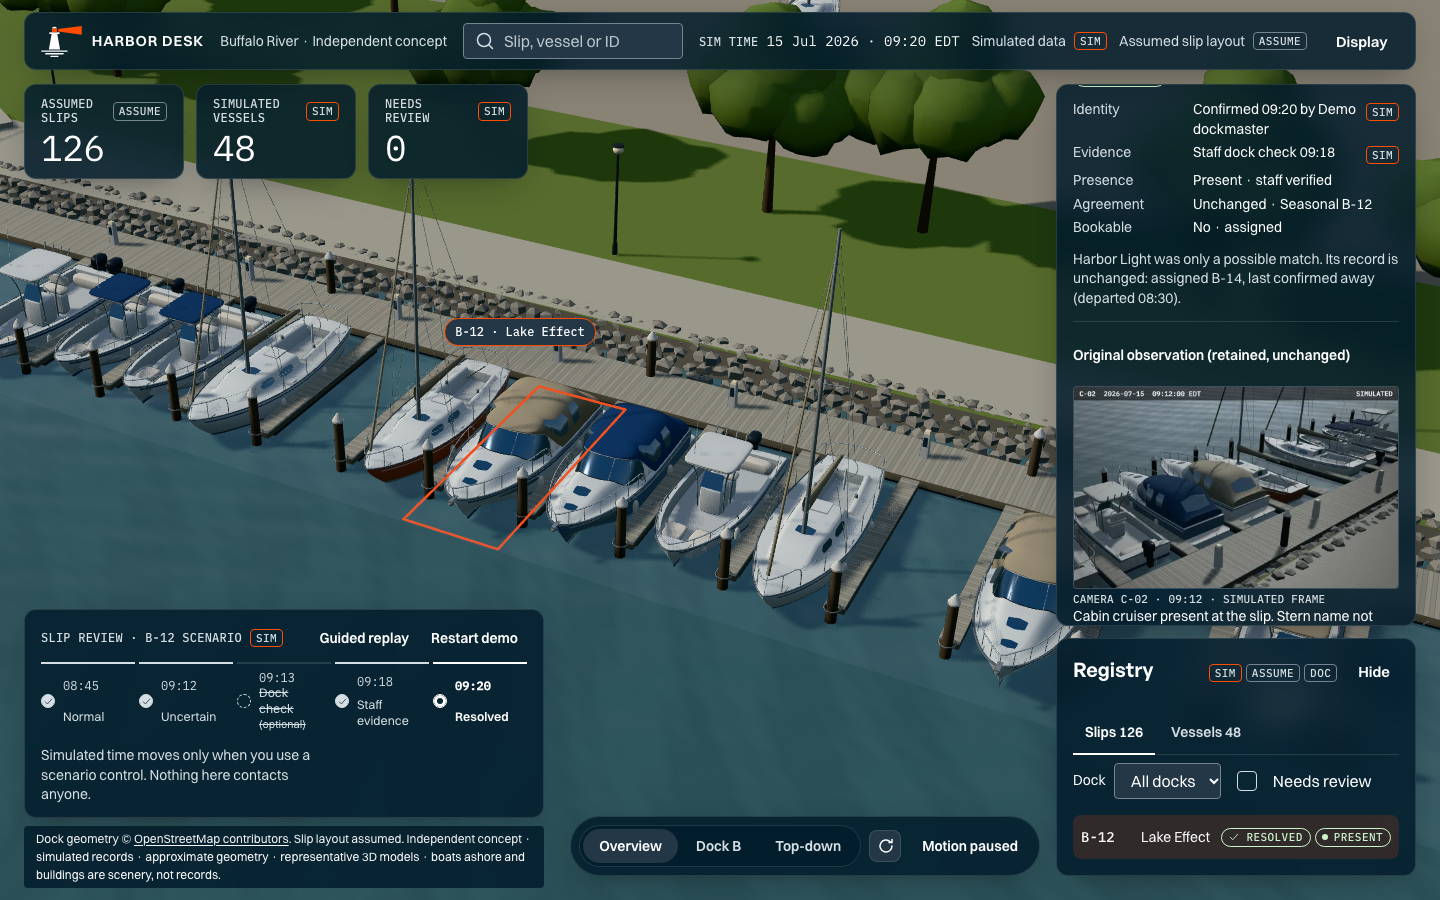 HARBOR DESK
Buffalo River · Independent concept
Slip, vessel or ID
SIM TIME 15 Jul 2026 · 09:20 EDT
Simulated data SIM
Assumed slip layout ASSUME
Display
ASSUMED SLIPS ASSUME
126
SIMULATED VESSELS SIM
48
NEEDS REVIEW SIM
0
B-12 · Lake Effect
Identity Confirmed 09:20 by Demo SIM
dockmaster
Evidence Staff dock check 09:18 SIM
Presence Present · staff verified
Agreement Unchanged · Seasonal B-12
Bookable No · assigned
Harbor Light was only a possible match. Its record is
unchanged: assigned B-14, last confirmed away
(departed 08:30).
Original observation (retained, unchanged)
C-02 2026-07-15 09:12:00 EDT SIMULATED
CAMERA C-02 · 09:12 · SIMULATED FRAME
Cabin cruiser present at the slip. Stern name not
SLIP REVIEW · B-12 SCENARIO SIM
Guided replay
Restart demo
08:45
Normal
09:12
Uncertain
09:13
Dock
check
(optional)
09:18
Staff
evidence
09:20
Resolved
Simulated time moves only when you use a
scenario control. Nothing here contacts
anyone.
Dock geometry © OpenStreetMap contributors. Slip layout assumed. Independent concept ·
simulated records · approximate geometry · representative 3D models · boats ashore and
buildings are scenery, not records.
Overview
Dock B
Top-down
Motion paused
Registry SIM ASSUME DOC Hide
Slips 126
Vessels 48
Dock All docks
Needs review
B-12 Lake Effect RESOLVED PRESENT